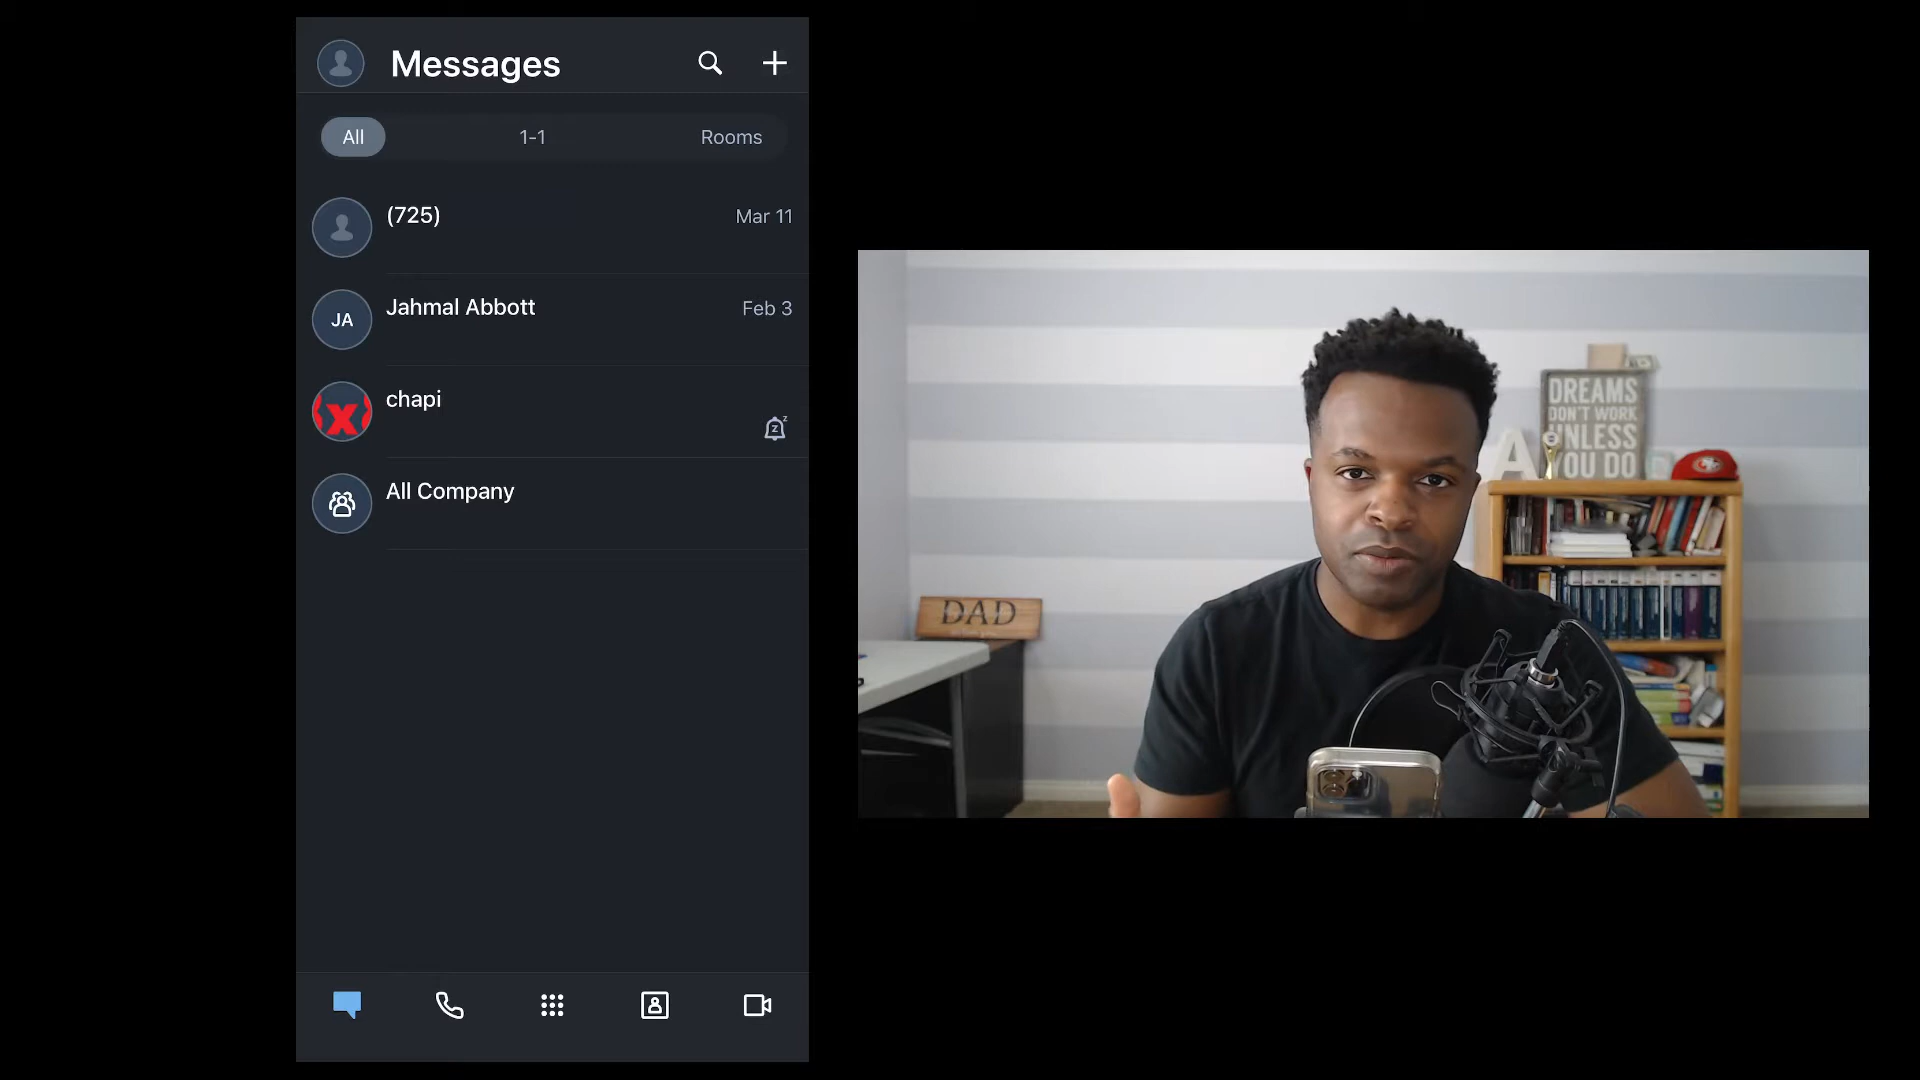 Messages
All
1-1
Rooms
(725)
Mar 11
JA
Jahmal Abbott
Feb 3
x
chapi
z
z
All Company
DREAMS
DON'T WORK
UNLESS
YOU DO
A
DAD